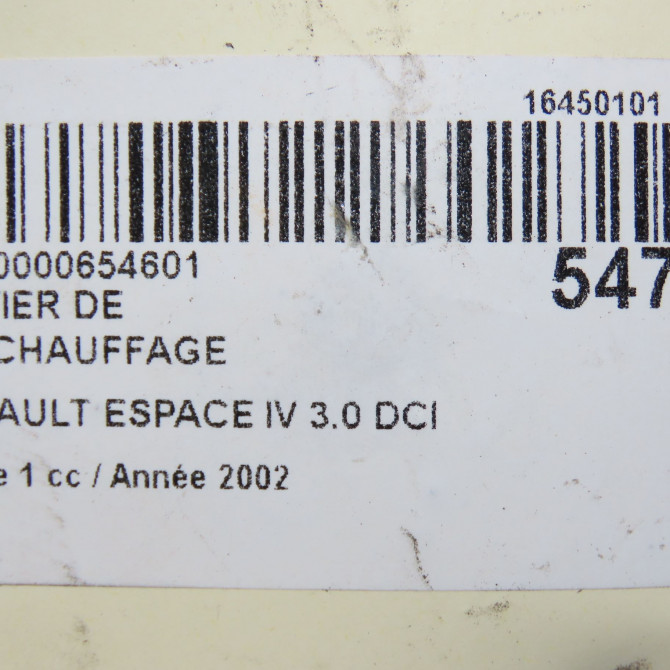 16450101
0000654601
547
IER DE
CHAUFFAGE
AULT ESPACE IV 3.0 DCI
e 1 cc / Année 2002